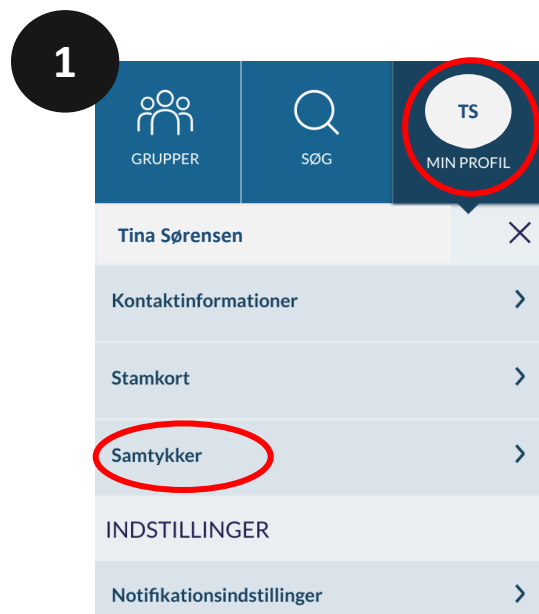 1
GRUPPER
SØG
TS
MIN PROFIL
Tina Sørensen
Kontaktinformationer
Stamkort
Samtykker
INDSTILLINGER
Notifikationsindstillinger